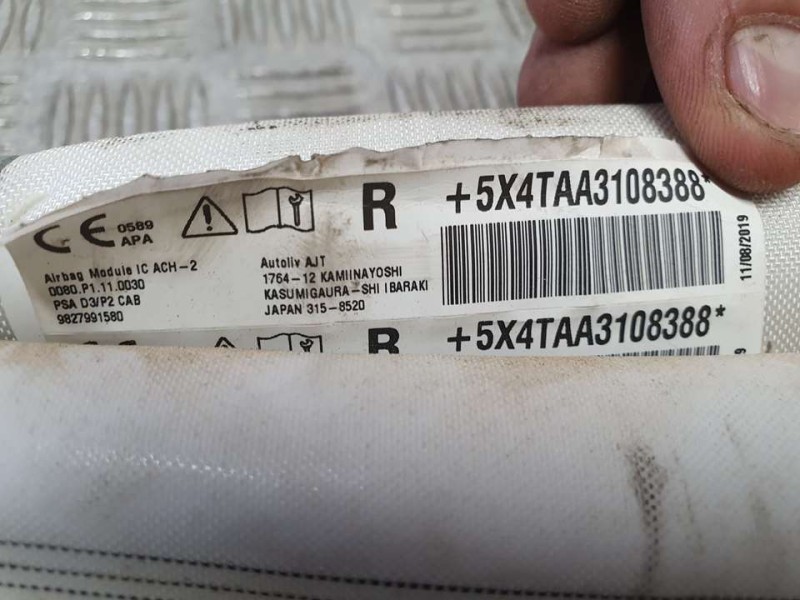 CE 0589
APA
R
+5X4TAA3108388*
Airbag Module IC ACH-2
0080.P1.11.0030
PSA D3/P2 CAB
9827991580
Autoliv AJT
1764-12 KAMIINAYOSHI
KASUMIGAURA-SHI IBARAKI
JAPAN 315-8520
11/08/2019
R
+5X4TAA3108388*